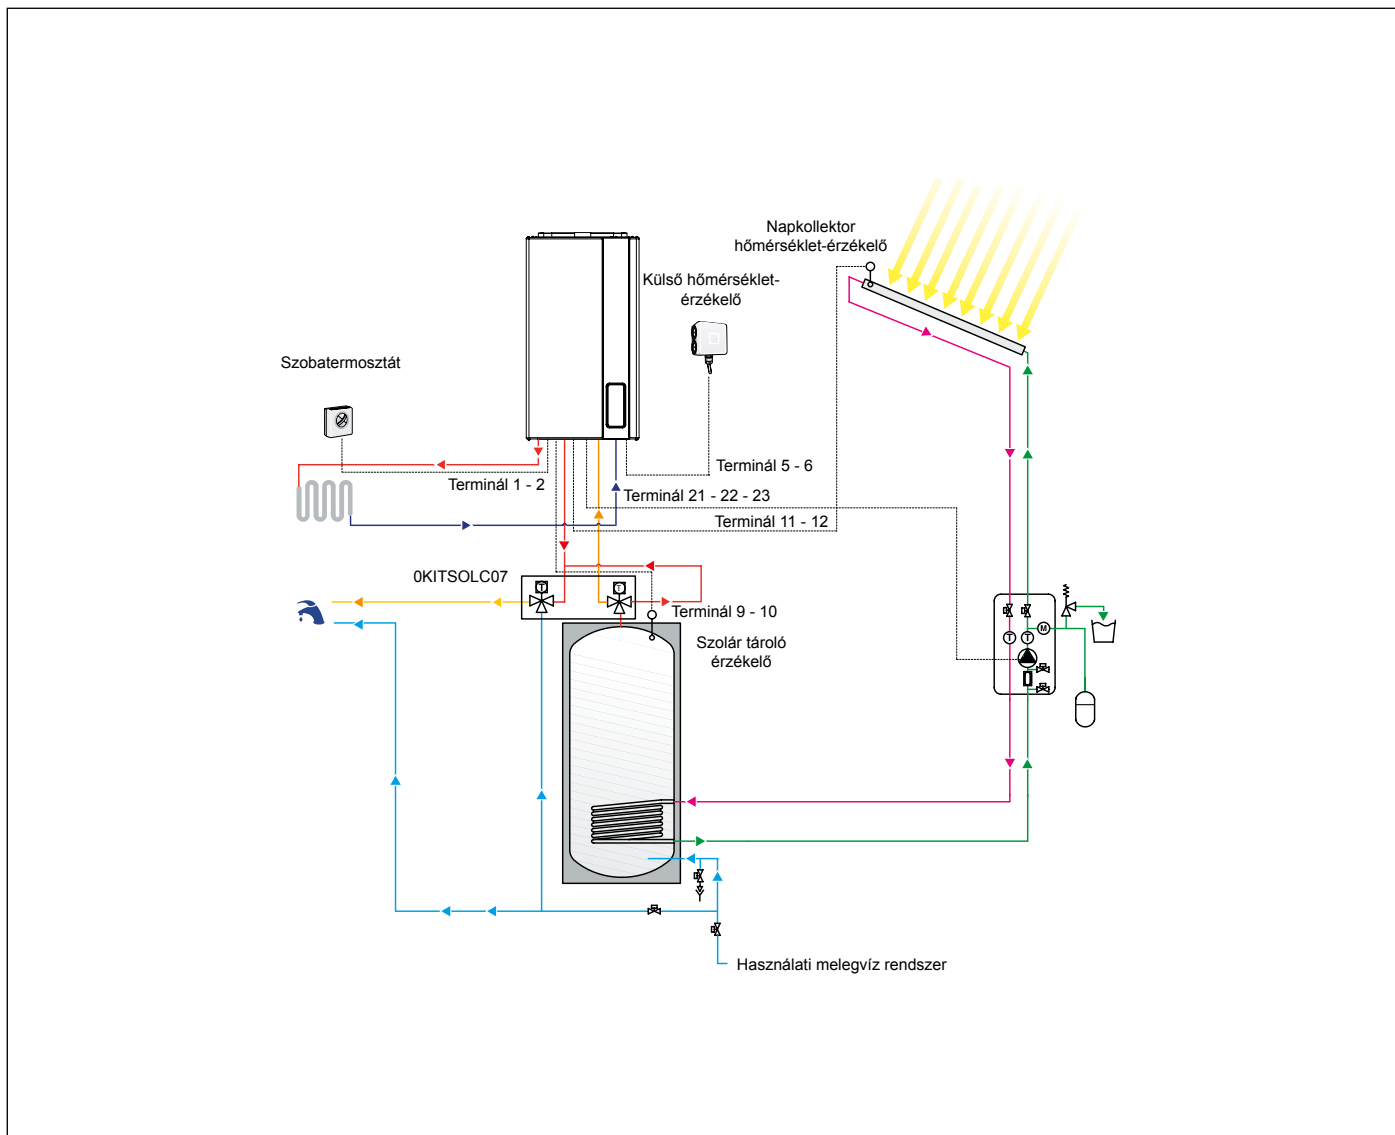 Napkollektor
hőmérséklet-érzékelő
Külső hőmérséklet-
érzékelő
Szobatermosztát
Terminál 5 - 6
Terminál 1 - 2
Terminál 21 - 22 - 23
Terminál 11 - 12
0KITSOLC07
T
T
Terminál 9 - 10
Szolár tároló
érzékelő
M
T
T
Használati melegvíz rendszer